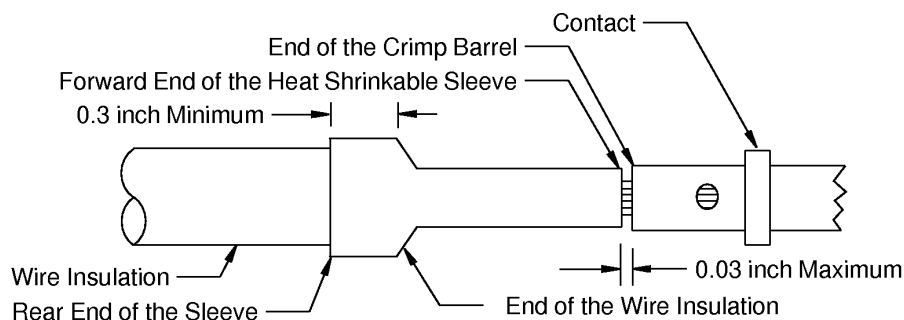 Contact
End of the Crimp Barrel
Forward End of the Heat Shrinkable Sleeve
0.3 inch Minimum
Wire Insulation
0.03 inch Maximum
Rear End of the Sleeve
End of the Wire Insulation